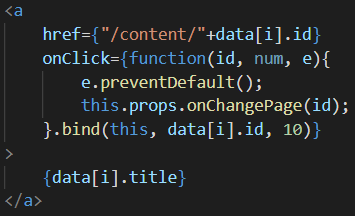 <a
    href={"/content/"+data[i].id}
    onClick={function(id, num, e){
        e.preventDefault();
        this.props.onChangePage(id);
    }.bind(this, data[i].id, 10)}
>
    {data[i].title}
</a>